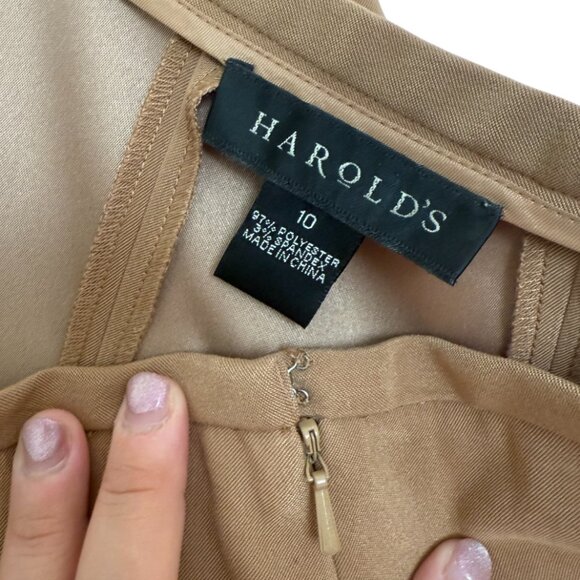 HAROLD'S
10
97% POLYESTER
3% SPANDEX
MADE IN CHINA